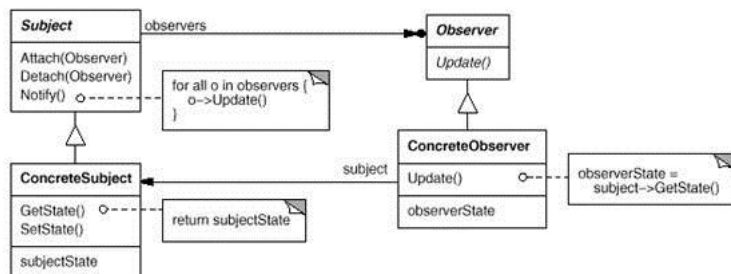 Subject
observers
Observer
Attach(Observer)
Detach(Observer)
Notify()
for all o in observers {
o->Update()
}
Update()
ConcreteSubject
GetState()
SetState()
subjectState
return subjectState
subject
ConcreteObserver
Update()
observerState
observerState =
subject->GetState()